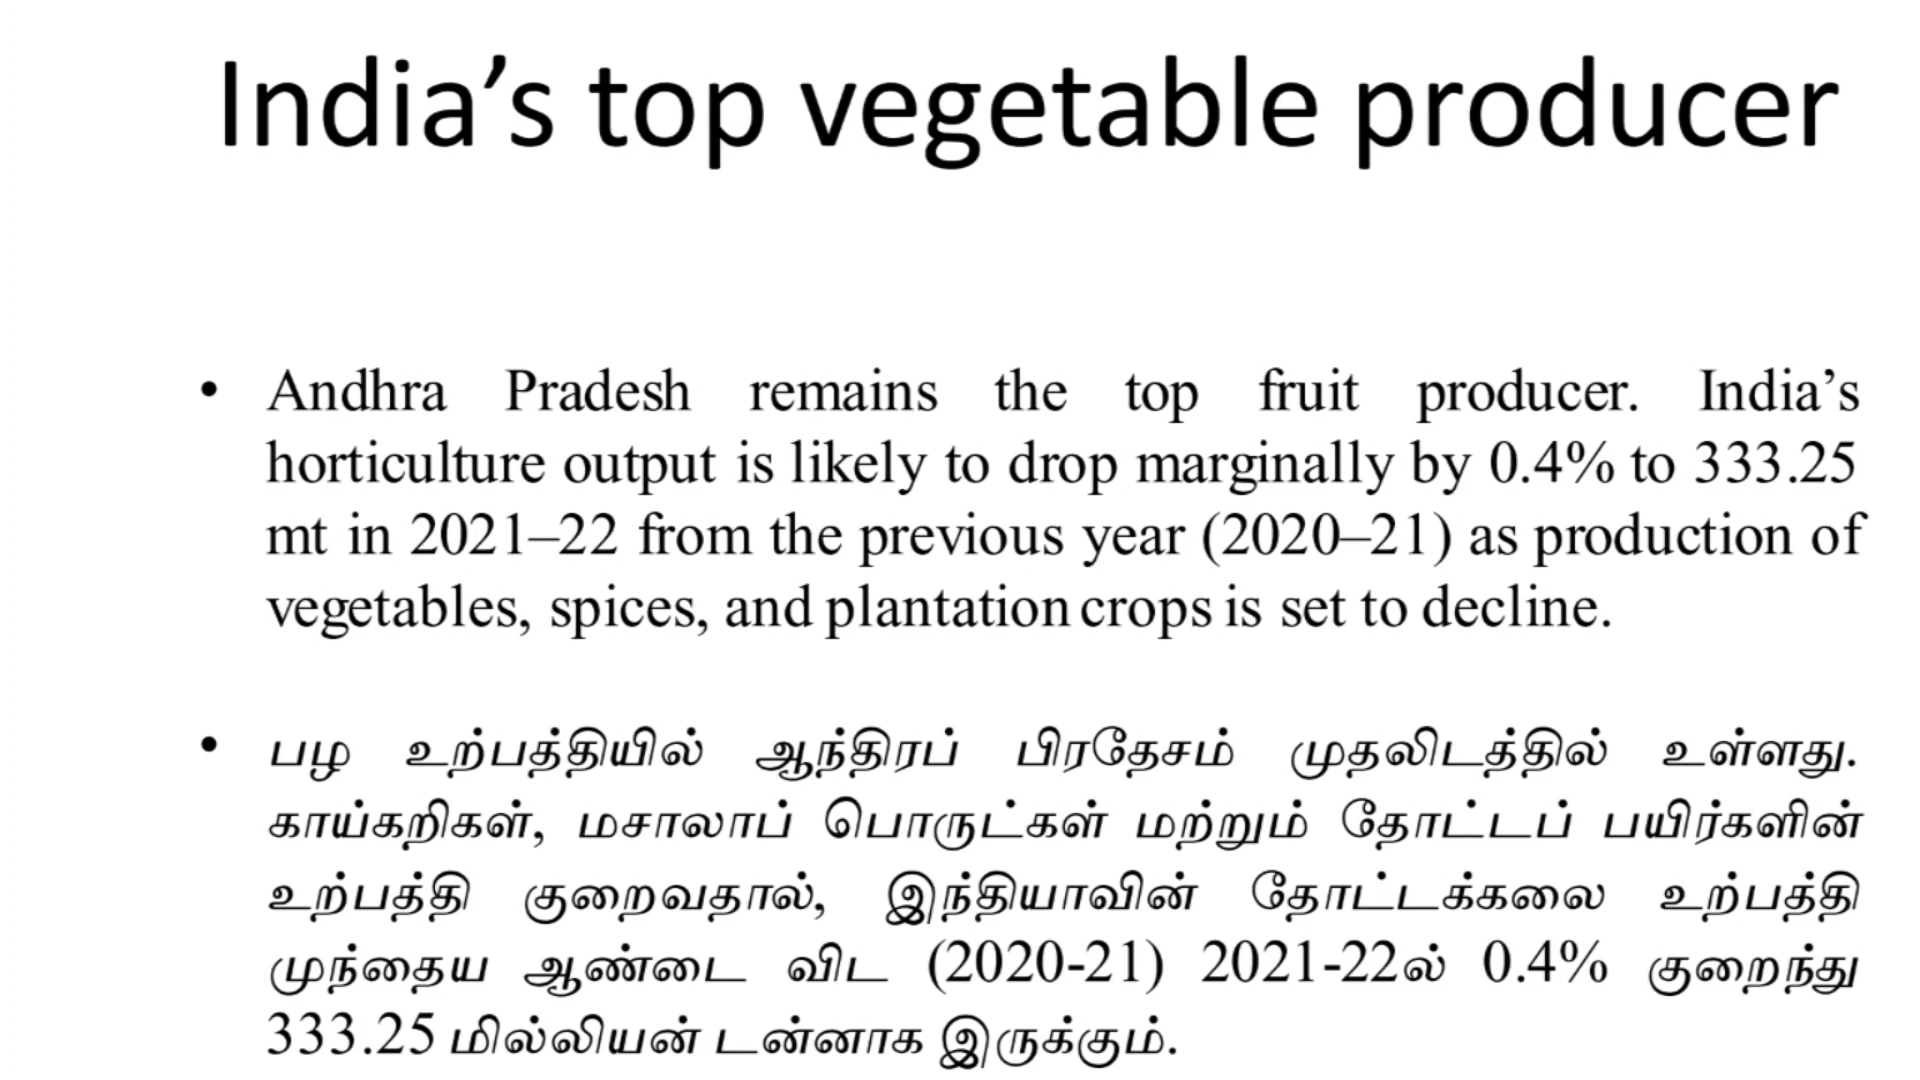 India’s top vegetable producer
• Andhra Pradesh remains the top fruit producer. India’s
horticulture output is likely to drop marginally by 0.4% to 333.25
mt in 2021–22 from the previous year (2020–21) as production of
vegetables, spices, and plantation crops is set to decline.
• பழ உற்பத்தியில் ஆந்திரப் பிரதேசம் முதலிடத்தில் உள்ளது.
காய்கறிகள், மசாலாப் பொருட்கள் மற்றும் தோட்டப் பயிர்களின்
உற்பத்தி குறைவதால், இந்தியாவின் தோட்டக்கலை உற்பத்தி
முந்தைய ஆண்டை விட (2020-21) 2021-22ல் 0.4% குறைந்து
333.25 மில்லியன் டன்னாக இருக்கும்.